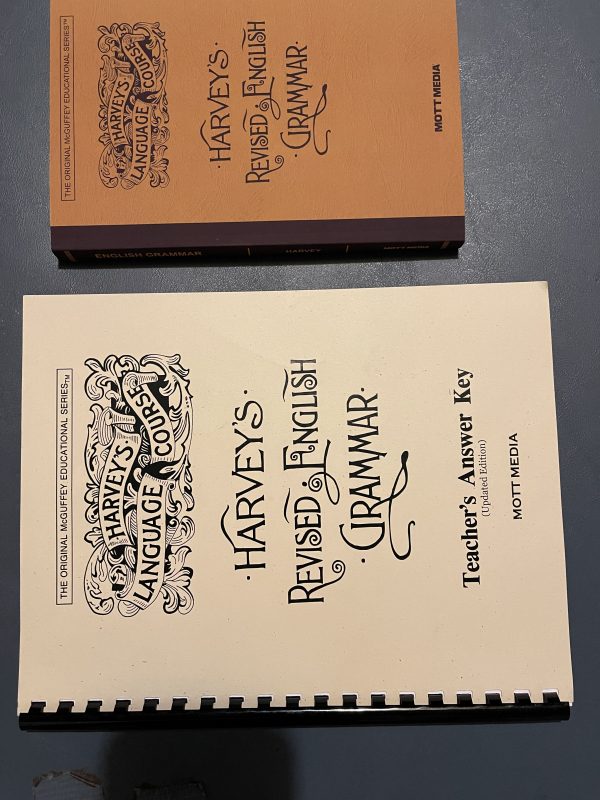 THE ORIGINAL McGUFFEY EDUCATIONAL SERIES™
HARVEY'S
LANGUAGE COURSE
·HARVEY'S·
REVISED ENGLISH
·GRAMMAR·
MOTT MEDIA
ENGLISH GRAMMAR
HARVEY
MOTT MEDIA
THE ORIGINAL McGUFFEY EDUCATIONAL SERIES™
HARVEY'S
LANGUAGE COURSE
·HARVEY'S·
REVISED ENGLISH
·GRAMMAR·
Teacher's Answer Key
(Updated Edition)
MOTT MEDIA